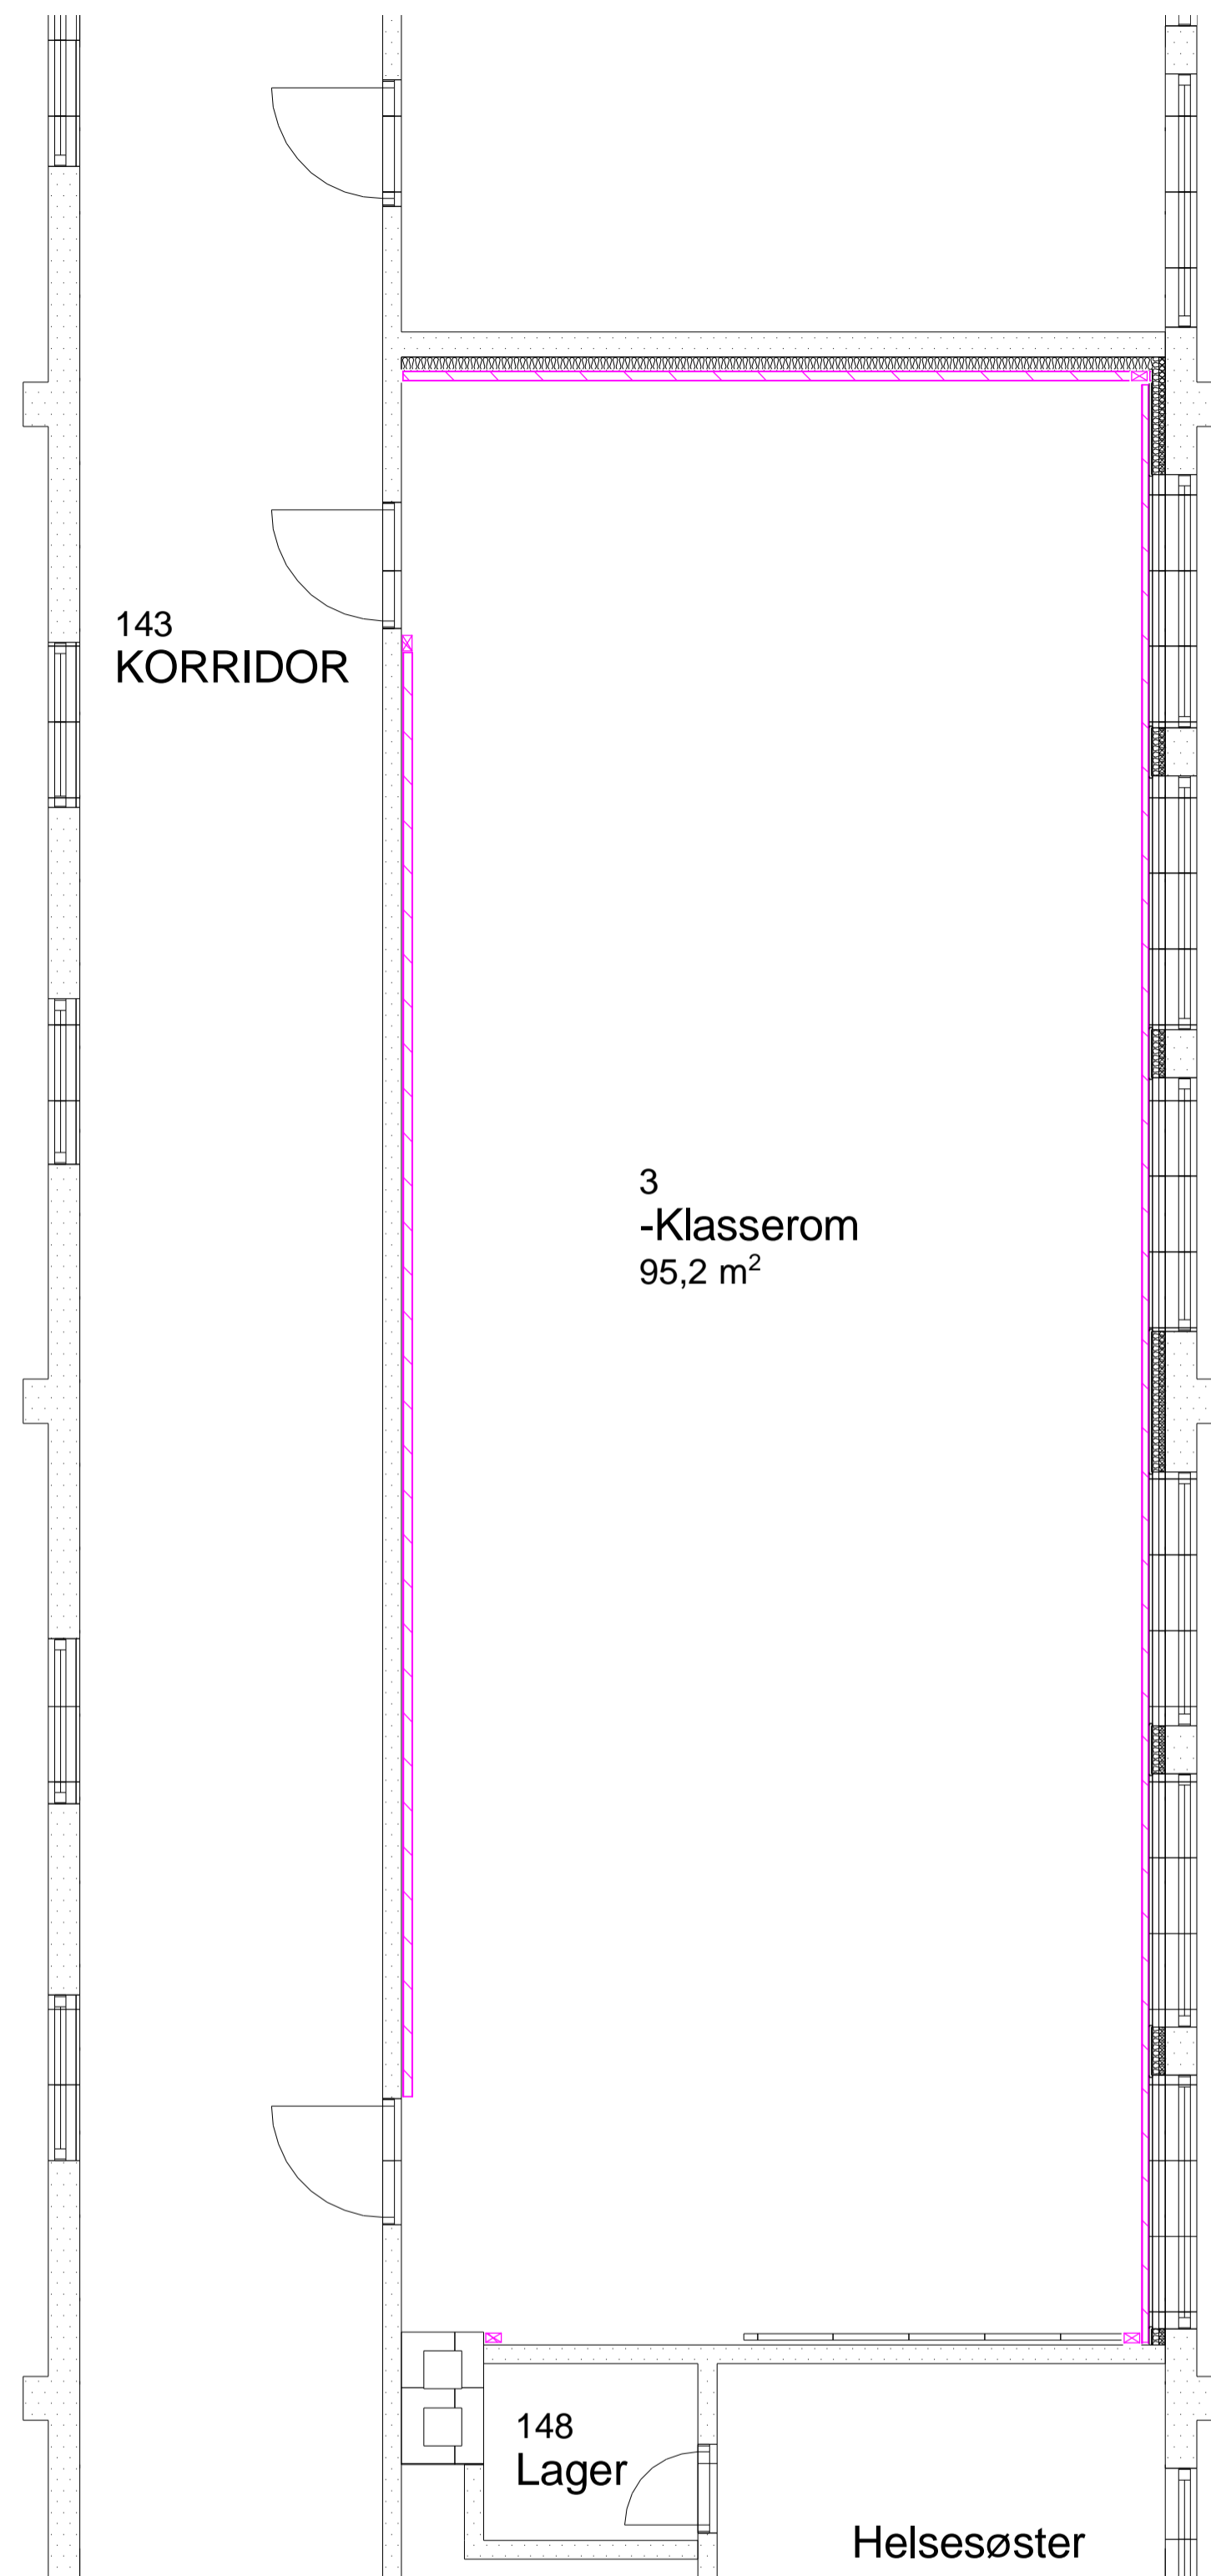 143
KORRIDOR
3
-Klasserom
95,2 m²
148
Lager
Helsesøster